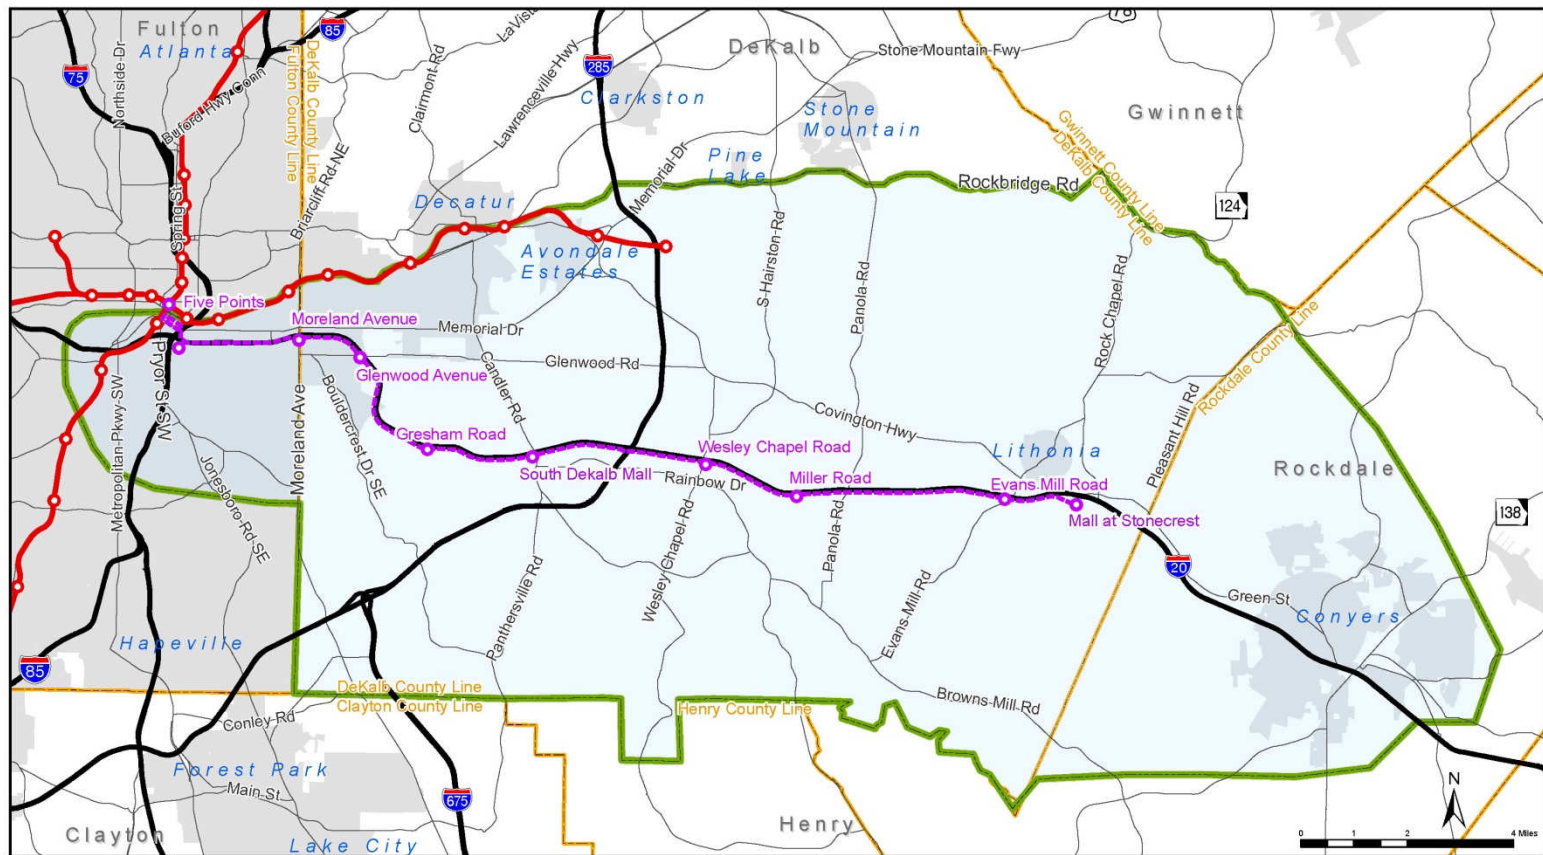 Fulton
Atlanta
85
75
Northside-Dr
Buford Hwy Conn
Spring St
DeKalb County Line
Fulton County Line
Briarcliff-Rd-NE
Clairmont-Rd
LaVista
Lawrenceville Hwy
285
78
DeKalb
Stone Mountain Fwy
Clarkston
Stone
Mountain
Gwinnett
Gwinnett County Line
DeKalb County Line
Pine
Lake
Memorial-Dr
Rockbridge Rd
124
Decatur
Avondale
Estates
S-Hairston-Rd
Panola-Rd
Rock Chapel-Rd
Rockdale County Line
Five Points
Moreland Avenue
Memorial Dr
Glenwood Rd
Glenwood Avenue
Pryor St SW
Metropolitan-Pkwy-SW
Jonesboro-Rd-SE
Moreland-Ave
Bouldercrest Dr SE
Candler-Rd
Gresham Road
South Dekalb Mall
Rainbow Dr
Wesley Chapel Road
Covington Hwy
Miller Road
Lithonia
Evans Mill Road
Mall at Stonecrest
Pleasant Hill Rd
Rockdale
138
20
Green St
Conyers
Panthersville Rd
Wesley Chapel-Rd
Panola-Rd
Evans-Mill-Rd
Browns-Mill-Rd
Hapeville
85
DeKalb County Line
Clayton County Line
Henry County Line
Conley Rd
Forest Park
Main-St
675
Clayton
Lake City
Henry
N
0 1 2 4 Miles